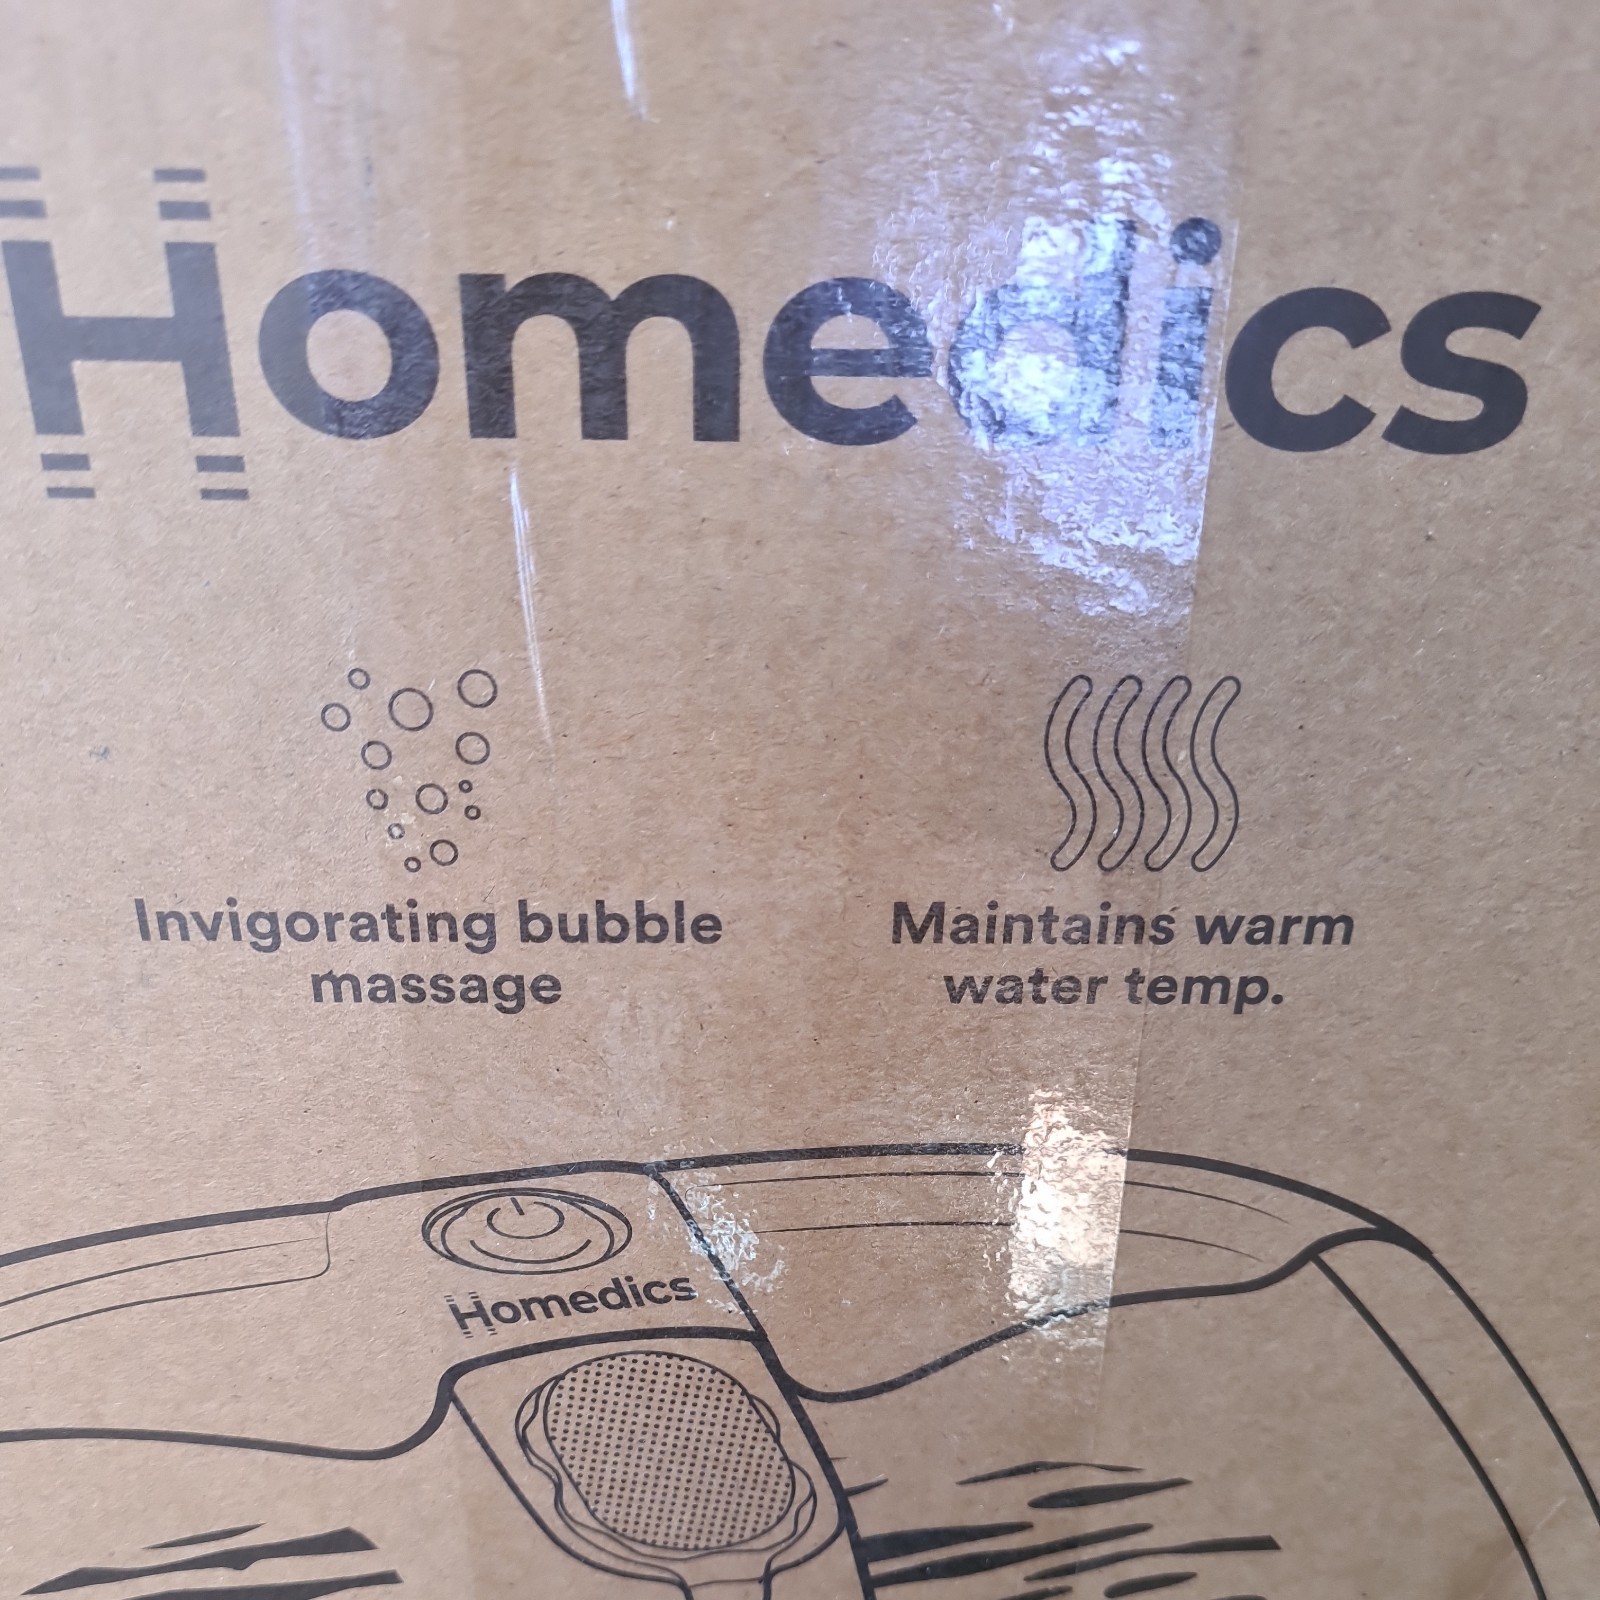 Homedics
Invigorating bubble
massage
Maintains warm
water temp.
Homedics